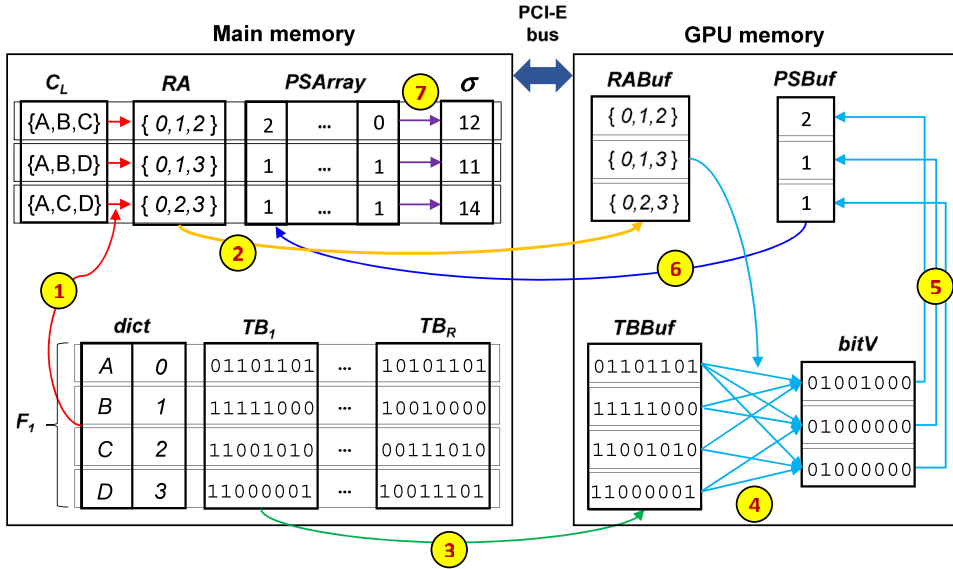 Main memory
PCI-E
bus
GPU memory
C_L RA PSArray 7 σ
{A,B,C} { 0,1,2 } 2 ... 0 12
{A,B,D} { 0,1,3 } 1 ... 1 11
{A,C,D} { 0,2,3 } 1 ... 1 14
RABuf PSBuf
{ 0,1,2 } 2
{ 0,1,3 } 1
{ 0,2,3 } 1
2
6
1
5
dict TB_1 TB_R
F_1
A 0 01101101 ... 10101101
B 1 11111000 ... 10010000
C 2 11001010 ... 00111010
D 3 11000001 ... 10011101
TBBuf bitV
01101101
11111000
11001010
11000001
01001000
01000000
01000000
4
3